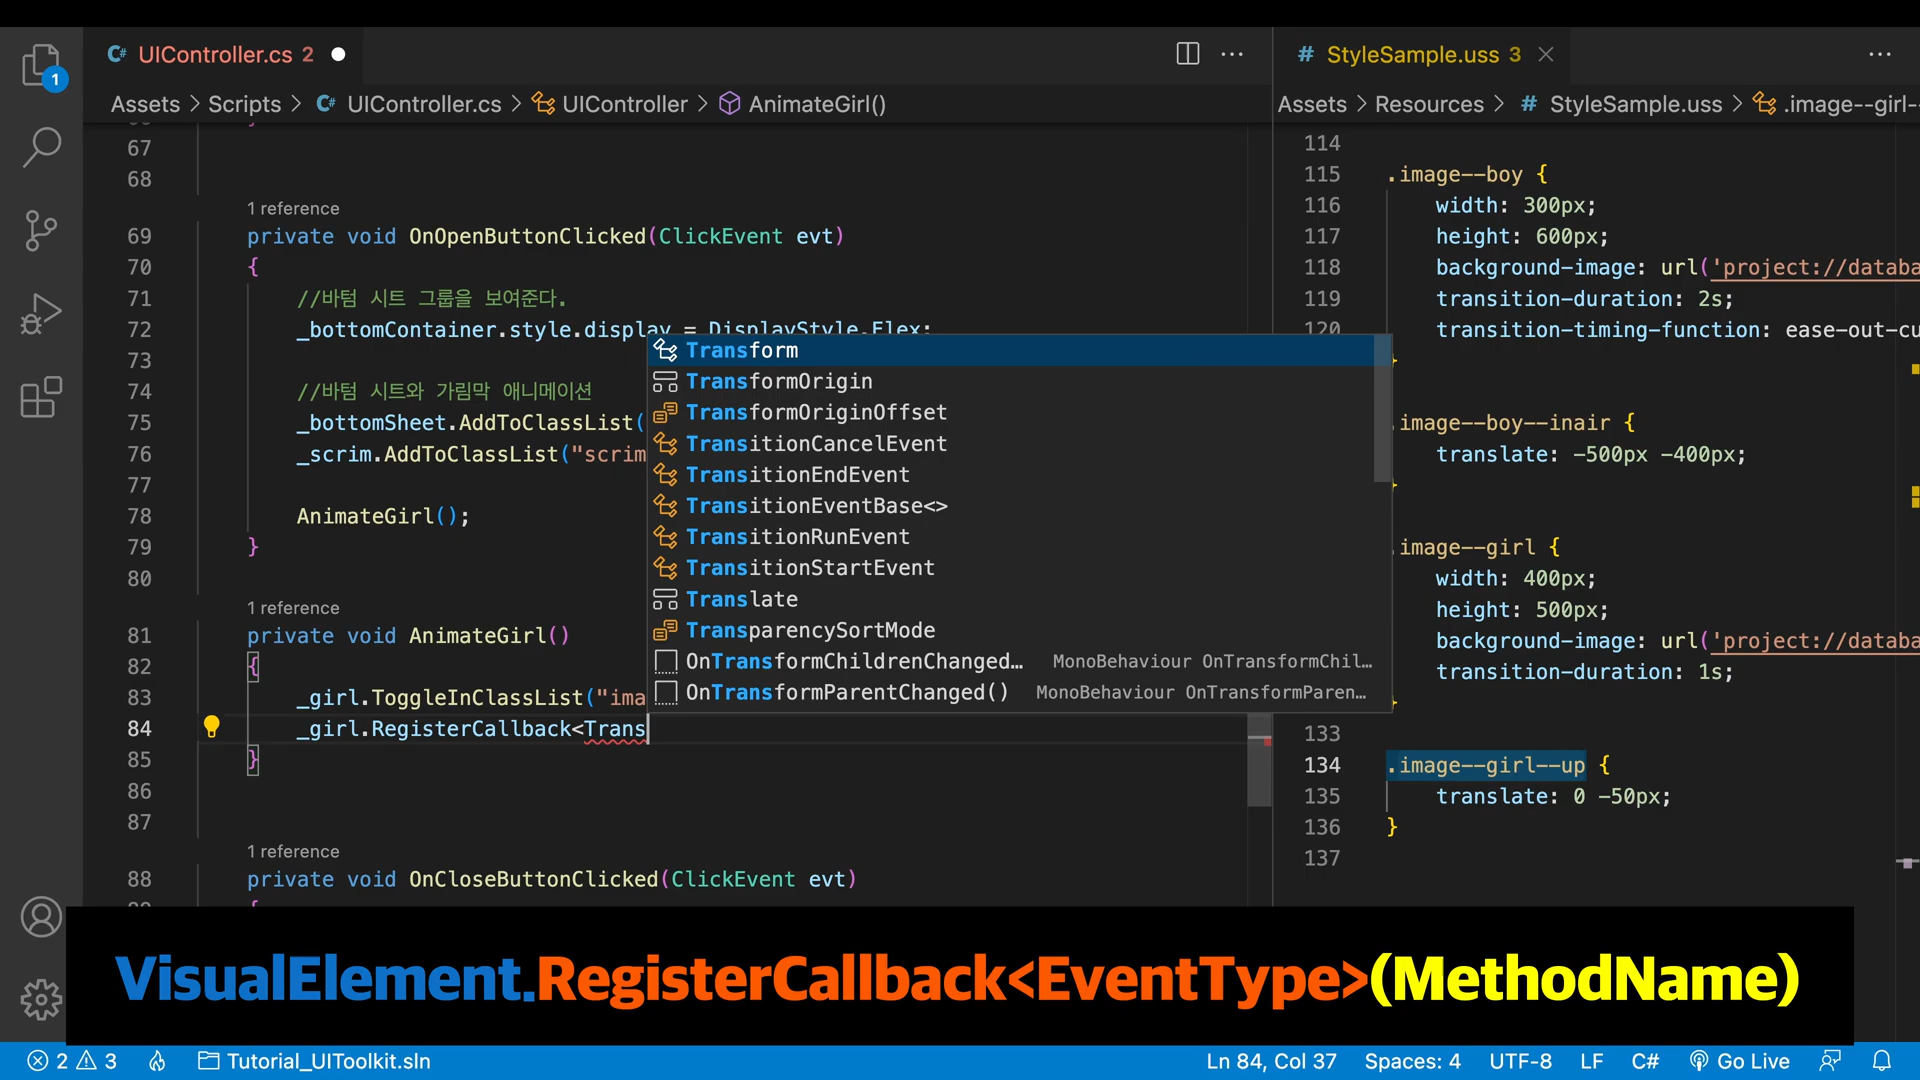 UIController.cs 2
Assets > Scripts > UIController.cs > UIController > AnimateGirl()
67
68
1 reference
69 private void OnOpenButtonClicked(ClickEvent evt)
70 {
71 //바텀 시트 그룹을 보여준다.
72 _bottomContainer.style.display = DisplayStyle.Flex;
73
74 //바텀 시트와 가림막 애니메이션
75 _bottomSheet.AddToClassList(
76 _scrim.AddToClassList("scrim
77
78 AnimateGirl();
79 }
80
1 reference
81 private void AnimateGirl()
82 {
83 _girl.ToggleInClassList("ima
84 _girl.RegisterCallback<Trans
85 }
86
87
1 reference
88 private void OnCloseButtonClicked(ClickEvent evt)
Transform
TransformOrigin
TransformOriginOffset
TransitionCancelEvent
TransitionEndEvent
TransitionEventBase<>
TransitionRunEvent
TransitionStartEvent
Translate
TransparencySortMode
OnTransformChildrenChanged… MonoBehaviour OnTransformChil…
OnTransformParentChanged() MonoBehaviour OnTransformParen…
# StyleSample.uss 3
Assets > Resources > # StyleSample.uss > .image--girl--
114
115 .image--boy {
116 width: 300px;
117 height: 600px;
118 background-image: url('project://databa
119 transition-duration: 2s;
120 transition-timing-function: ease-out-cu
}
.image--boy--inair {
translate: -500px -400px;
}
.image--girl {
width: 400px;
height: 500px;
background-image: url('project://databa
transition-duration: 1s;
}
133
134 .image--girl--up {
135 translate: 0 -50px;
136 }
137
VisualElement.RegisterCallback<EventType>(MethodName)
1
2 3 Tutorial_UIToolkit.sln Ln 84, Col 37 Spaces: 4 UTF-8 LF C# Go Live